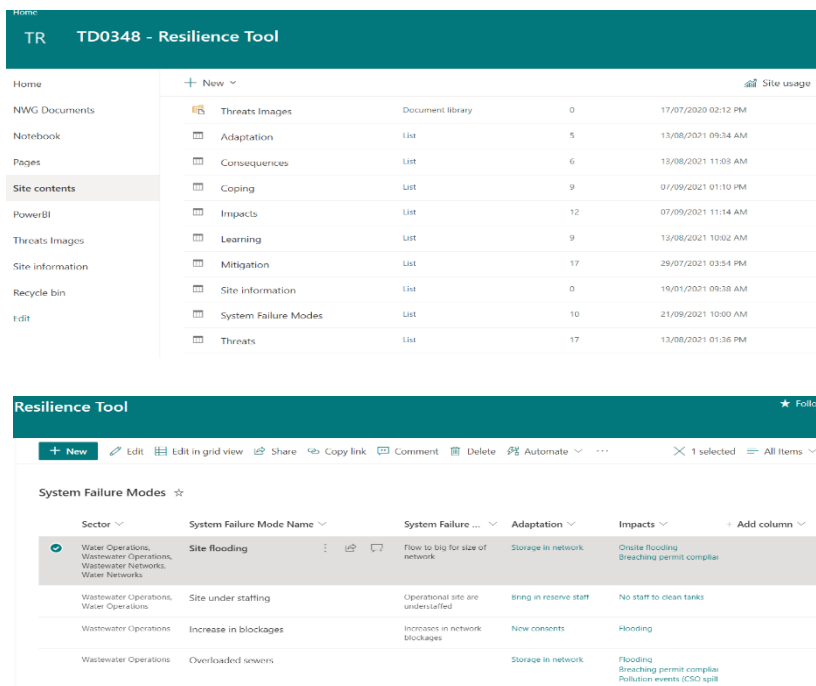 Home
TR TD0348 - Resilience Tool
Home
NWG Documents
Notebook
Pages
Site contents
PowerBI
Threats Images
Site information
Recycle bin
Edit
+ New Site usage
Threats Images Document library 0 17/07/2020 02:12 PM
Adaptation List 5 13/08/2021 09:34 AM
Consequences List 6 13/08/2021 11:03 AM
Coping List 9 07/09/2021 01:10 PM
Impacts List 12 07/09/2021 11:14 AM
Learning List 9 13/08/2021 10:02 AM
Mitigation List 17 29/07/2021 03:54 PM
Site information List 0 19/01/2021 09:38 AM
System Failure Modes List 10 21/09/2021 10:00 AM
Threats List 17 13/08/2021 01:36 PM
Resilience Tool ★ Follo
+ New Edit Edit in grid view Share Copy link Comment Delete Automate ··· 1 selected All Items
System Failure Modes ☆
Sector System Failure Mode Name System Failure ... Adaptation Impacts + Add column
Water Operations, Site flooding Flow to big for size of Storage in network Onsite flooding
Wastewater Operations, network Breaching permit complian
Wastewater Networks,
Water Networks
Wastewater Operations, Site under staffing Operational site are Bring in reserve staff No staff to clean tanks
Water Operations understaffed
Wastewater Operations Increase in blockages Increases in network New consents Flooding
blockages
Wastewater Operations Overloaded sewers Storage in network Flooding
Breaching permit complian
Pollution events (CSO spill